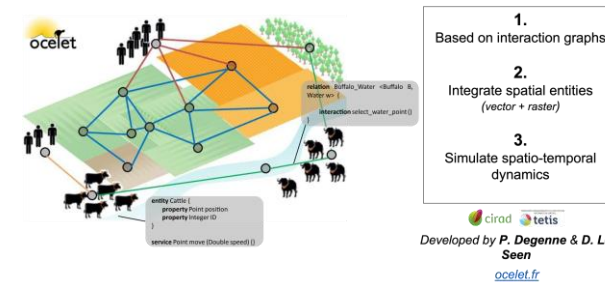 ocelet
relation Buffalo_Water <Buffalo B,
Water w> {
interaction select_water_point()
}
entity Cattle {
property Point position
property Integer ID
}
service Point move (Double speed) {}
1.
Based on interaction graphs
2.
Integrate spatial entities
(vector + raster)
3.
Simulate spatio-temporal
dynamics
cirad tetis
Developed by P. Degenne & D. L
Seen
ocelet.fr